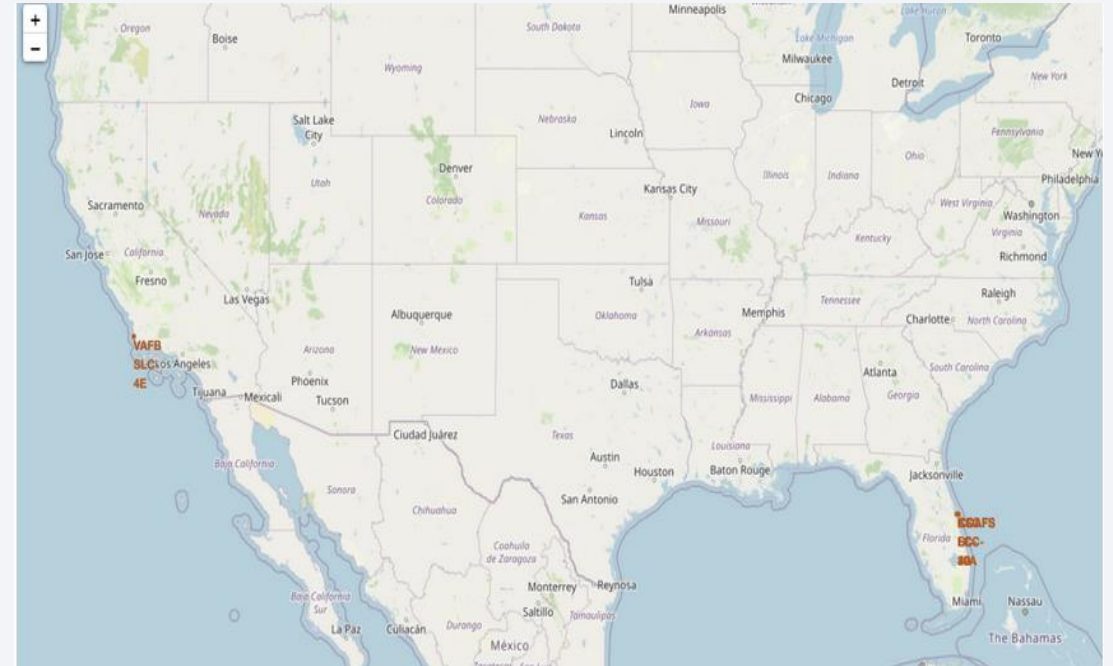 +
−
Oregon
Boise
South Dakota
Minneapolis
Lake Huron
Lake Michigan
Toronto
Wyoming
Milwaukee
Detroit
New York
Chicago
Iowa
Salt Lake
City
Nebraska
Lincoln
Pennsylvania
Denver
Ohio
New Y
Utah
Illinois
Indiana
Philadelphia
Colorado
Kansas City
Sacramento
Nevada
Kansas
Missouri
West Virginia
Washington
Virginia
San Jose
California
Kentucky
Richmond
Fresno
Las Vegas
Tulsa
Raleigh
Albuquerque
Oklahoma
Memphis
Tennessee
Charlotte
North Carolina
Arkansas
VAFB
SLC-
4E
Los Angeles
Arizona
New Mexico
South Carolina
Atlanta
Phoenix
Tucson
Dallas
Tijuana
Mexicali
Mississippi
Alabama
Georgia
Ciudad Juárez
Texas
Louisiana
Baja California
Austin
Houston
Baton Rouge
Jacksonville
Sonora
San Antonio
Chihuahua
Florida
Coahuila
de Zaragoza
Monterrey
Reynosa
Baja California
Sur
Saltillo
Tamaulipas
Miami
Nassau
La Paz
Culiacán
Durango
México
The Bahamas